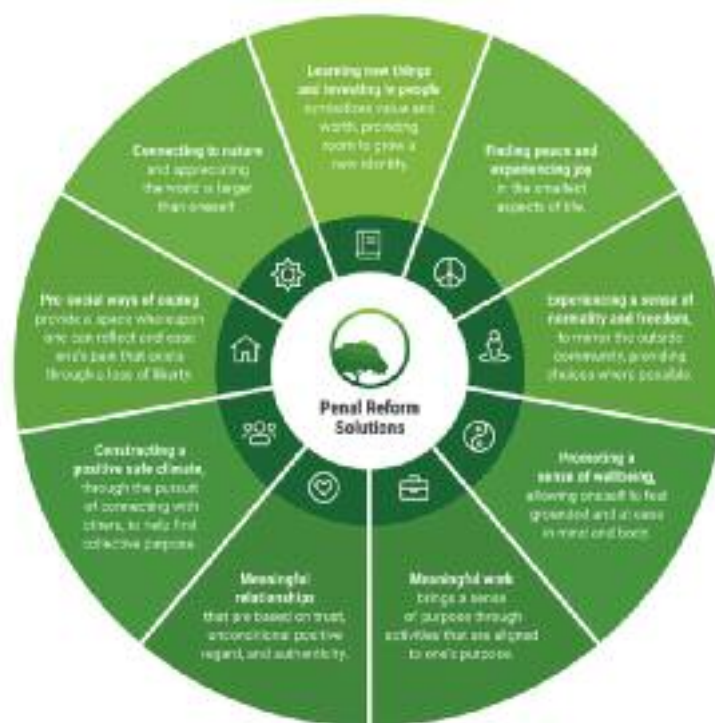 Learning new things
and investing in people
symbolizes value and
worth, providing
room to grow a
new identity.
Finding peace and
experiencing joy
in the smallest
aspects of life.
Experiencing a sense of
normality and freedom,
to mirror the outside
community, providing
choices where possible.
Promoting a
sense of wellbeing,
allowing oneself to feel
grounded and at ease
in mind and body.
Meaningful work
brings a sense
of purpose through
activities that are aligned
to one's purpose.
Meaningful
relationships
that are based on trust,
unconditional positive
regard, and authenticity.
Constructing a
positive safe climate,
through the pursuit
of connecting with
others, to help find
collective purpose.
Pro-social ways of coping
provide a space whereupon
one can reflect and ease
one's pain that exists
through a loss of liberty.
Connecting to nature
and appreciating
the world is larger
than oneself.
Penal Reform
Solutions